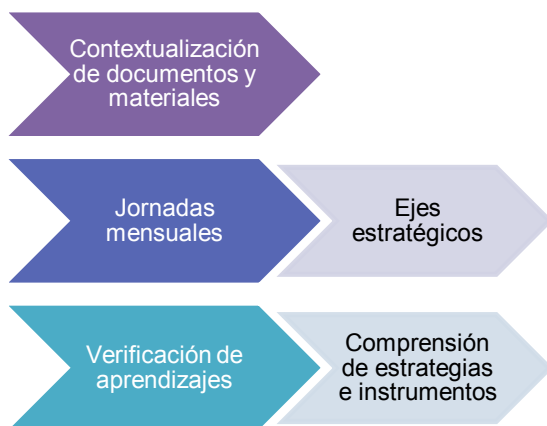 Contextualización
de documentos y
materiales
Jornadas
mensuales
Ejes
estratégicos
Verificación de
aprendizajes
Comprensión
de estrategias
e instrumentos